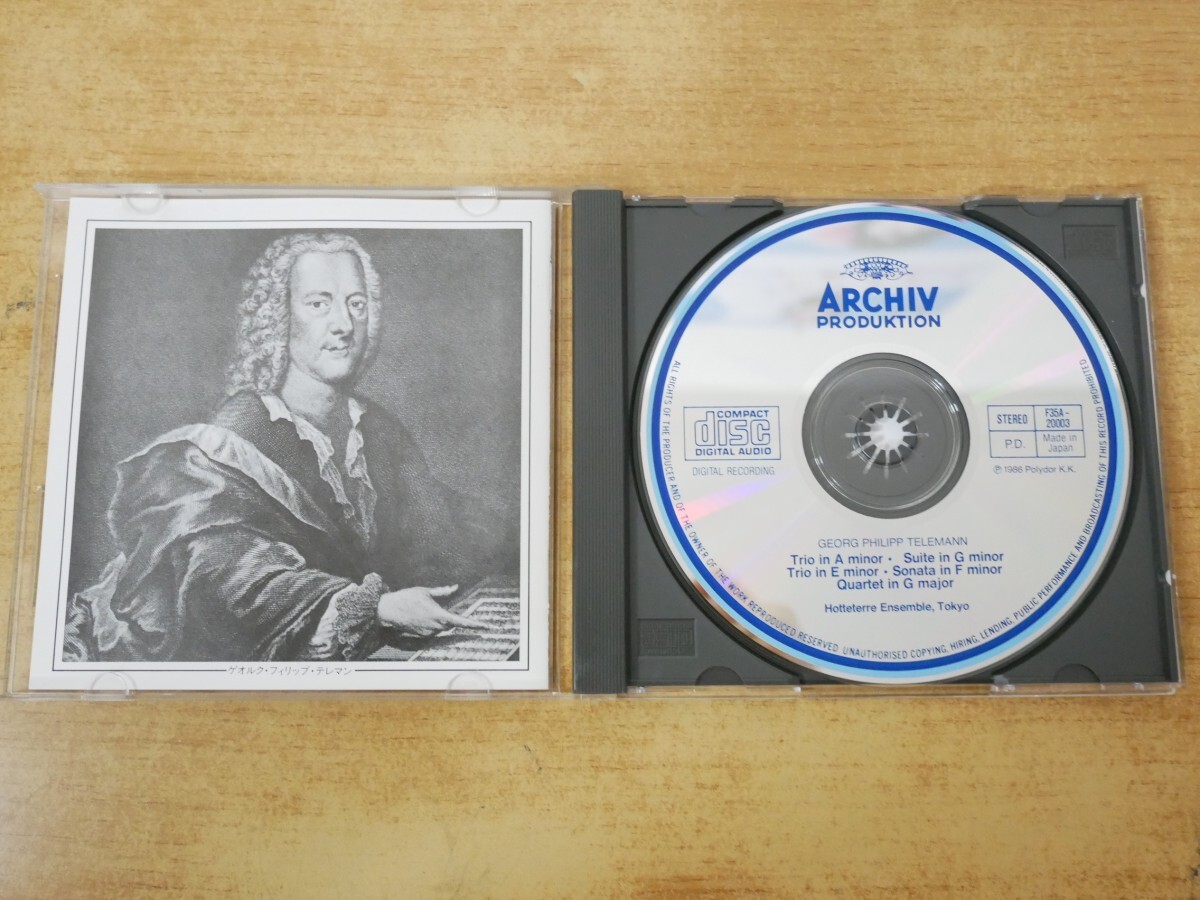 ゲオルク・フィリップ・テレマン
ARCHIV
PRODUKTION
COMPACT
disc
DIGITAL AUDIO
DIGITAL RECORDING
STEREO
F35A-
20003
P.D.
Made in
Japan
℗ 1986 Polydor K.K.
GEORG PHILIPP TELEMANN
Trio in A minor · Suite in G minor
Trio in E minor · Sonata in F minor
Quartet in G major
Hotteterre Ensemble, Tokyo
ALL RIGHTS OF THE PRODUCER AND OF THE OWNER OF THE WORK REPRODUCED RESERVED. UNAUTHORISED COPYING, HIRING, LENDING, PUBLIC PERFORMANCE AND BROADCASTING OF THIS RECORD PROHIBITED.